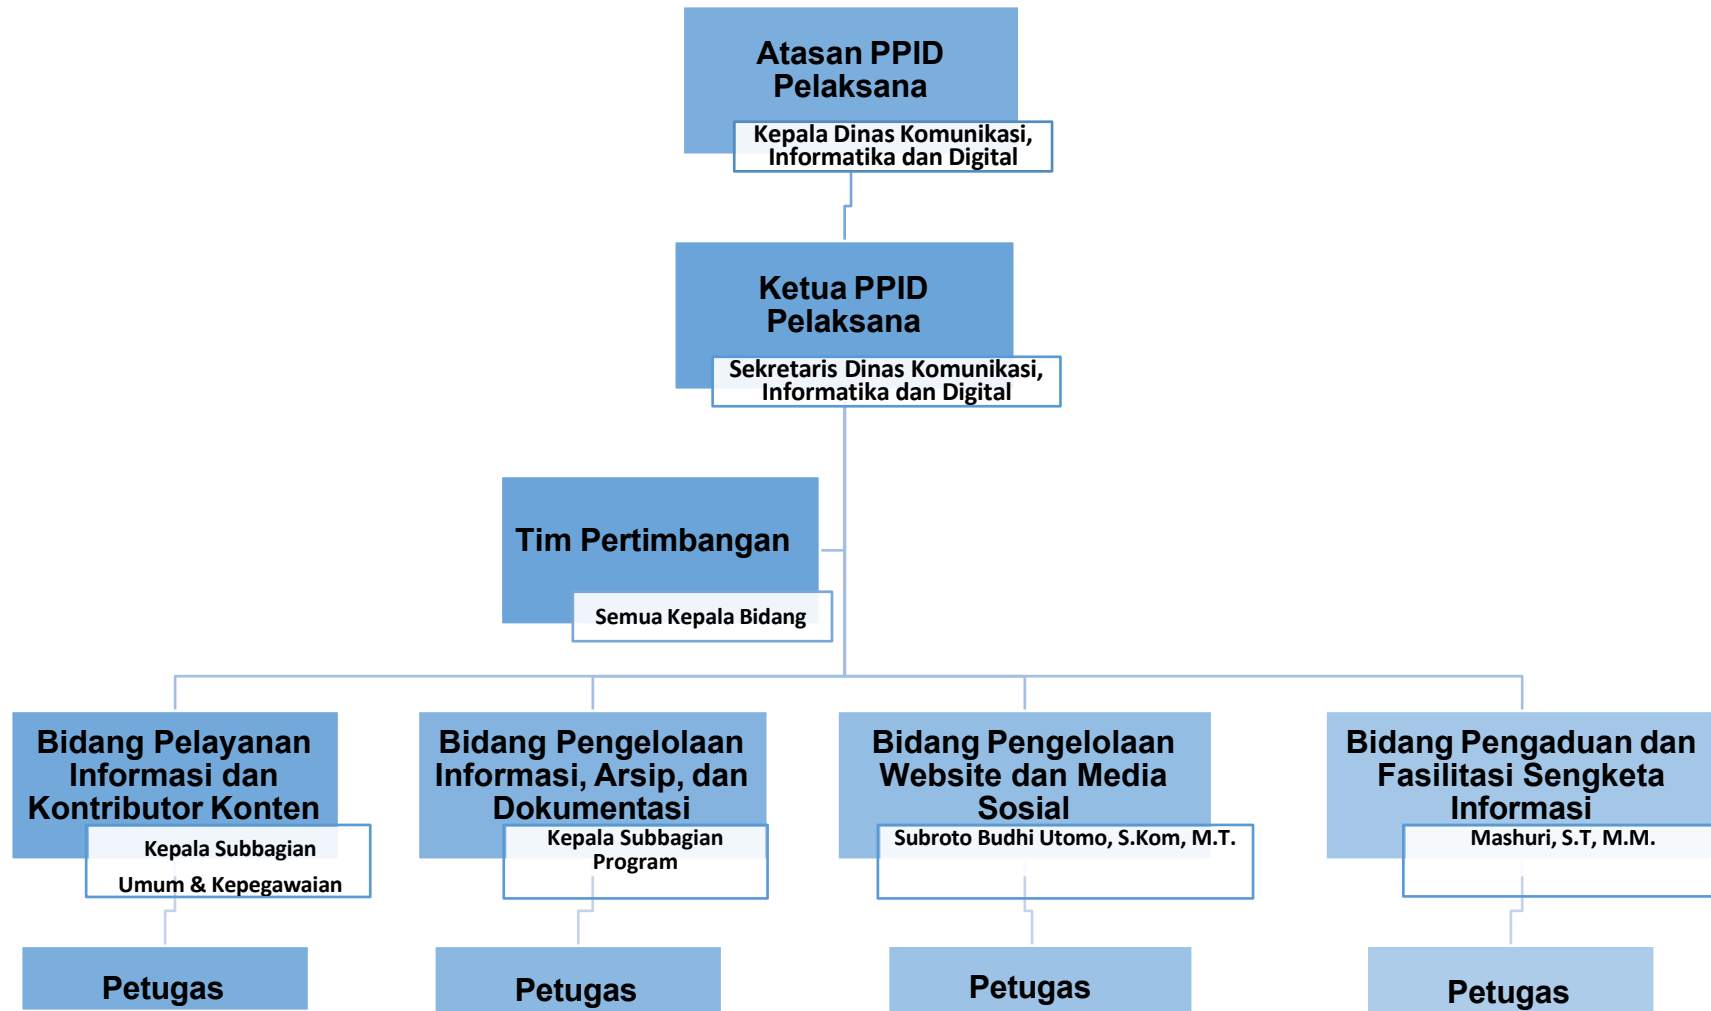 Atasan PPID
Pelaksana
Kepala Dinas Komunikasi,
Informatika dan Digital
Ketua PPID
Pelaksana
Sekretaris Dinas Komunikasi,
Informatika dan Digital
Tim Pertimbangan
Semua Kepala Bidang
Bidang Pelayanan
Informasi dan
Kontributor Konten
Kepala Subbagian
Umum & Kepegawaian
Bidang Pengelolaan
Informasi, Arsip, dan
Dokumentasi
Kepala Subbagian
Program
Bidang Pengelolaan
Website dan Media
Sosial
Subroto Budhi Utomo, S.Kom, M.T.
Bidang Pengaduan dan
Fasilitasi Sengketa
Informasi
Mashuri, S.T, M.M.
Petugas
Petugas
Petugas
Petugas